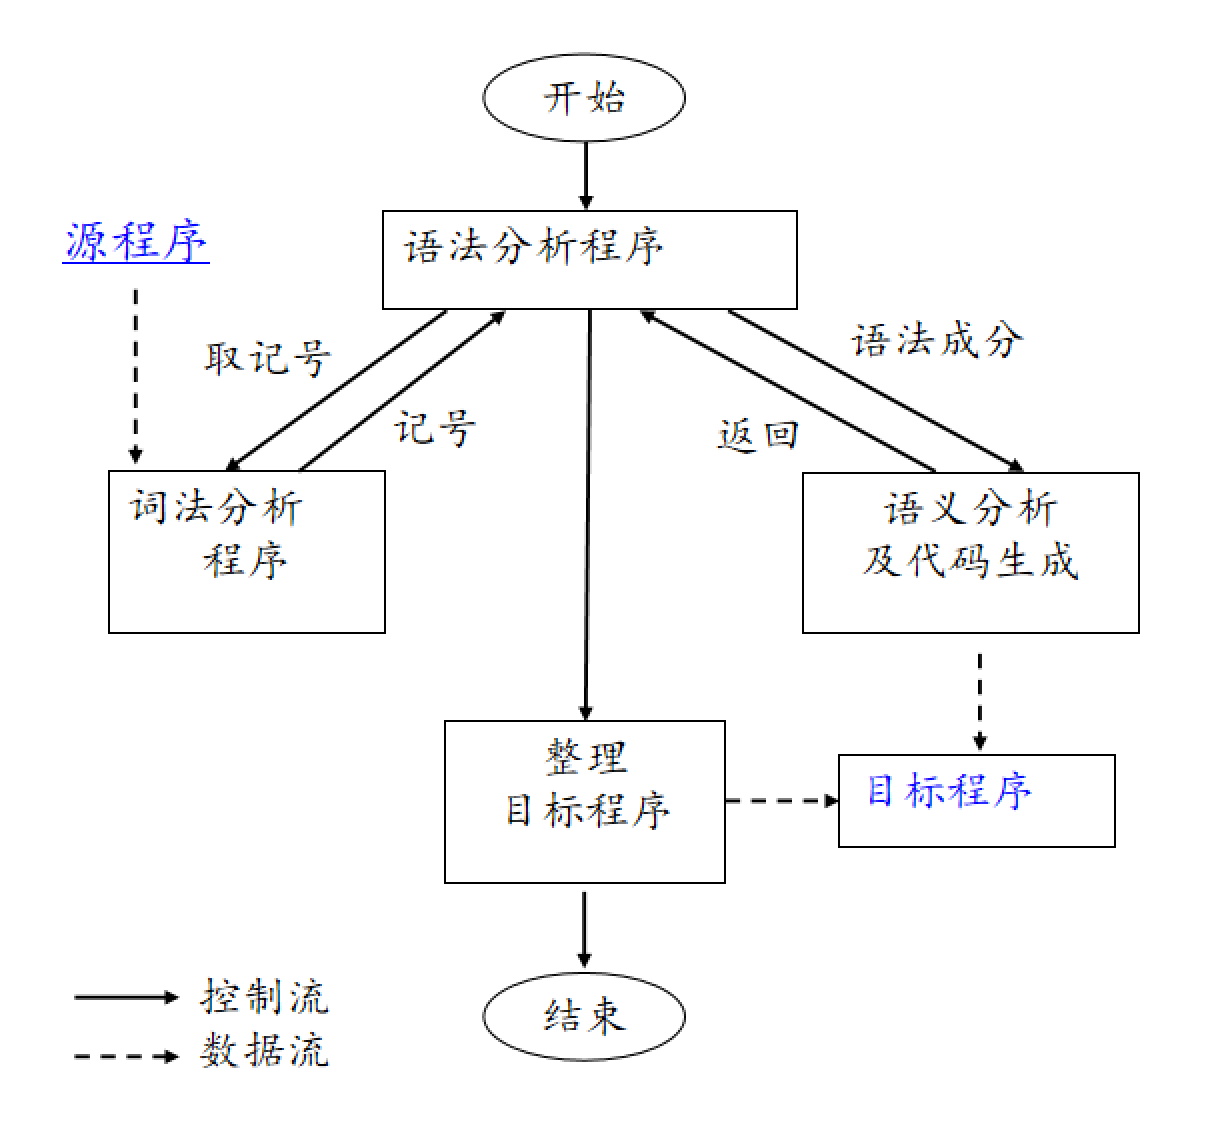 开始
源程序
语法分析程序
取记号
记号
返回
语法成分
词法分析
程序
语义分析
及代码生成
整理
目标程序
目标程序
结束
控制流
数据流